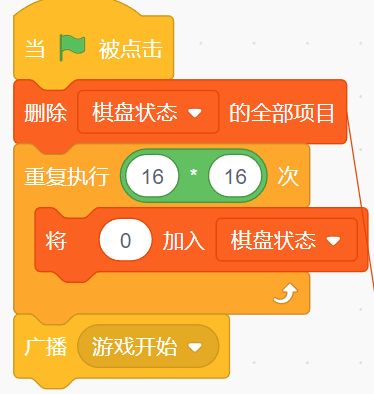 当 被点击
删除 棋盘状态 的全部项目
重复执行 16 * 16 次
将 0 加入 棋盘状态
广播 游戏开始